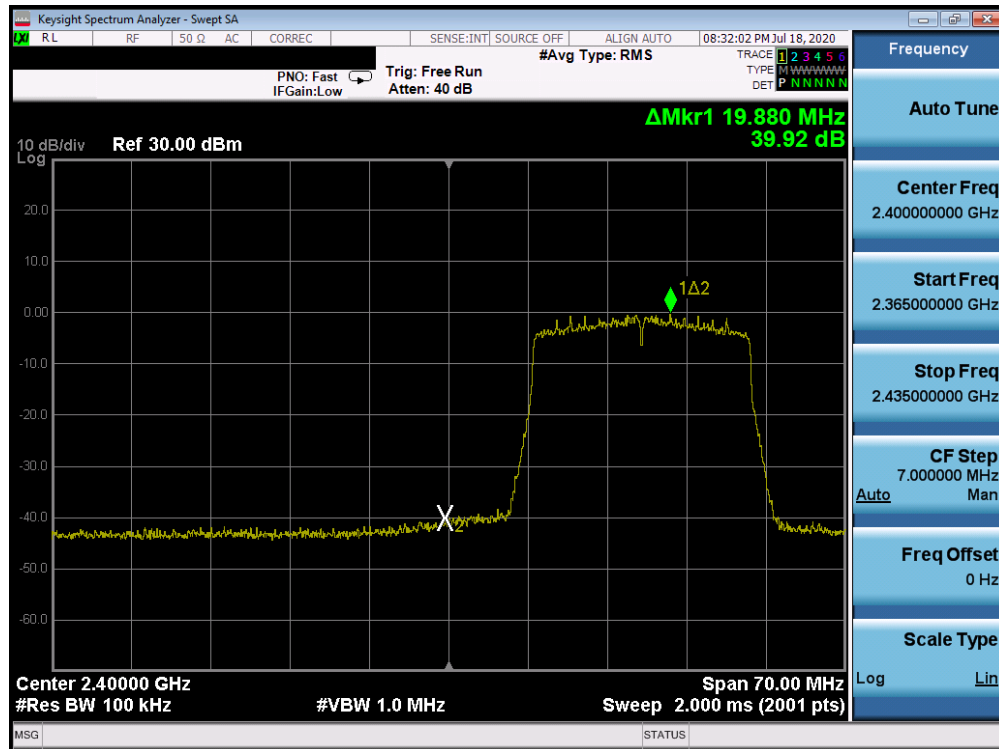 Keysight Spectrum Analyzer - Swept SA
LXI RL RF 50 Ω AC CORREC SENSE:INT SOURCE OFF ALIGN AUTO 08:32:02 PM Jul 18, 2020
#Avg Type: RMS TRACE 1 2 3 4 5 6
PNO: Fast Trig: Free Run TYPE M WWWWW
IFGain:Low Atten: 40 dB DET P N N N N N
ΔMkr1 19.880 MHz
39.92 dB
10 dB/div Ref 30.00 dBm
Log
20.0
10.0
1Δ2
0.00
-10.0
-20.0
-30.0
-40.0
X2
-50.0
-60.0
Center 2.40000 GHz Span 70.00 MHz
#Res BW 100 kHz #VBW 1.0 MHz Sweep 2.000 ms (2001 pts)
MSG STATUS
Frequency
Auto Tune
Center Freq
2.400000000 GHz
Start Freq
2.365000000 GHz
Stop Freq
2.435000000 GHz
CF Step
7.000000 MHz
Auto Man
Freq Offset
0 Hz
Scale Type
Log Lin